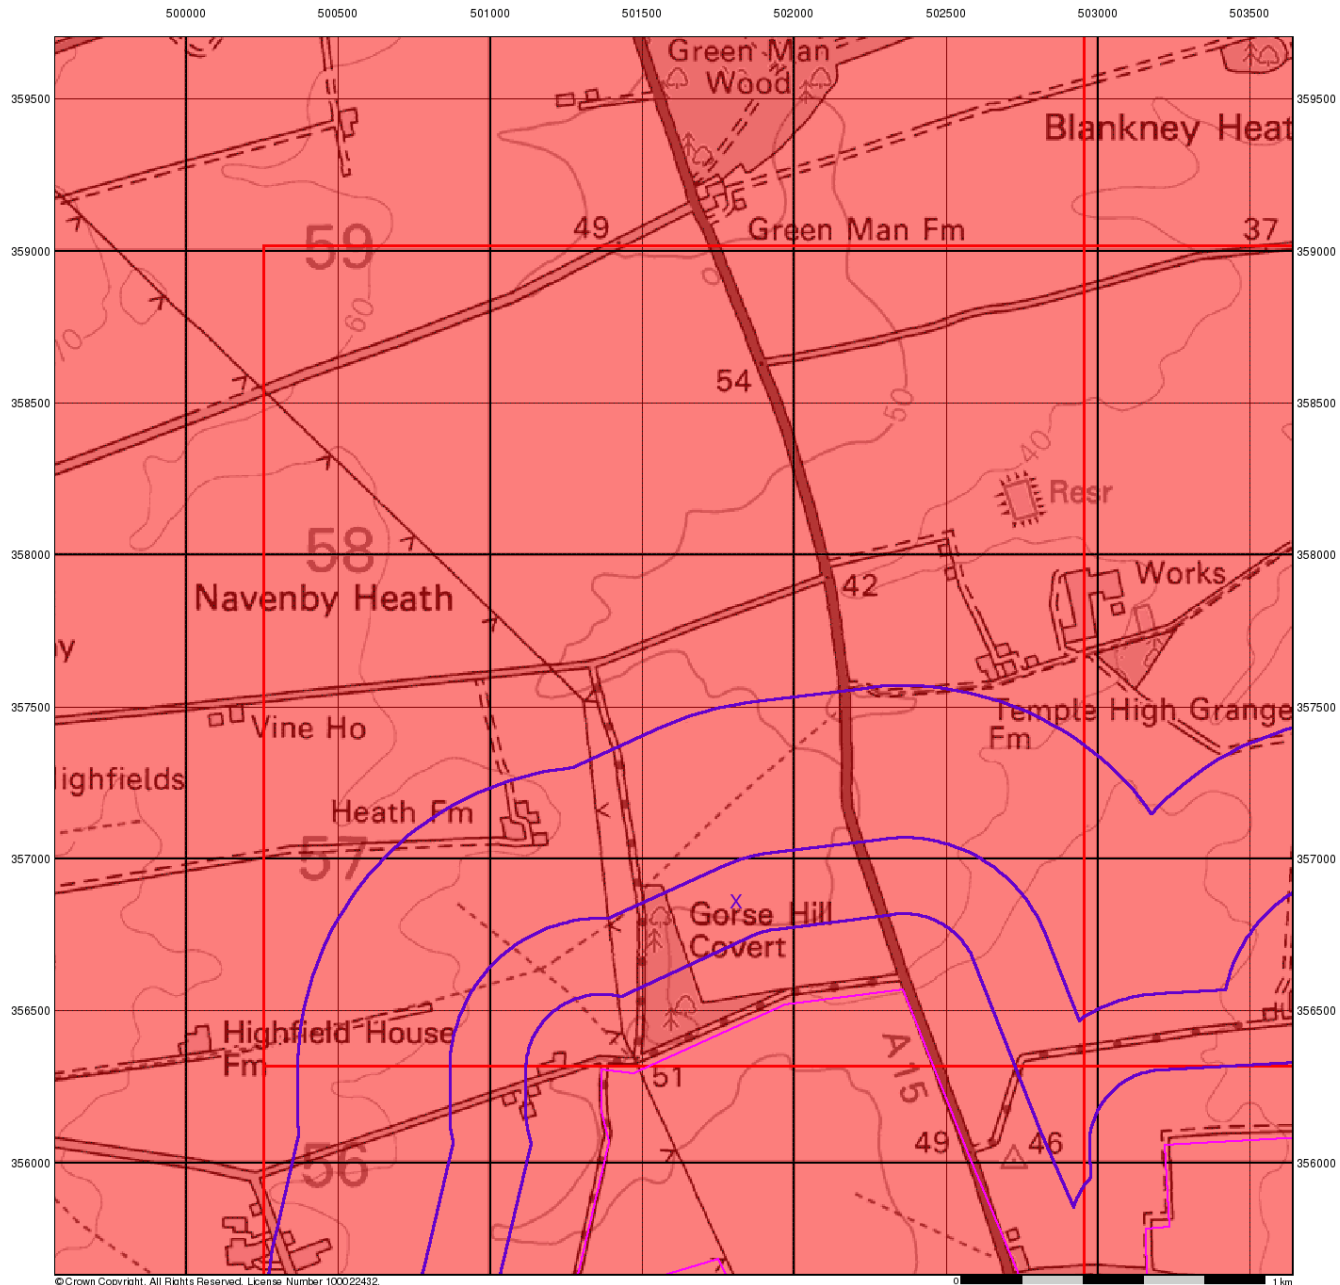 500000 500500 501000 501500 502000 502500 503000 503500
Green Man
Wood
359500 359500
Blankney Heat
49
Green Man Fm
37
59
359000 359000
0
60
70
54
358500 358500
50
40
Resr
58
358000 358000
Works
42
Navenby Heath
y
357500 357500
Temple High Grange
Fm
Vine Ho
ighfields
Heath Fm
57
357000 357000
X
Gorse Hill
Covert
356500 356500
Highfield House
Fm
51
A15
49
46
56
356000 356000
© Crown Copyright. All Rights Reserved. License Number 100022432.
0 1 km